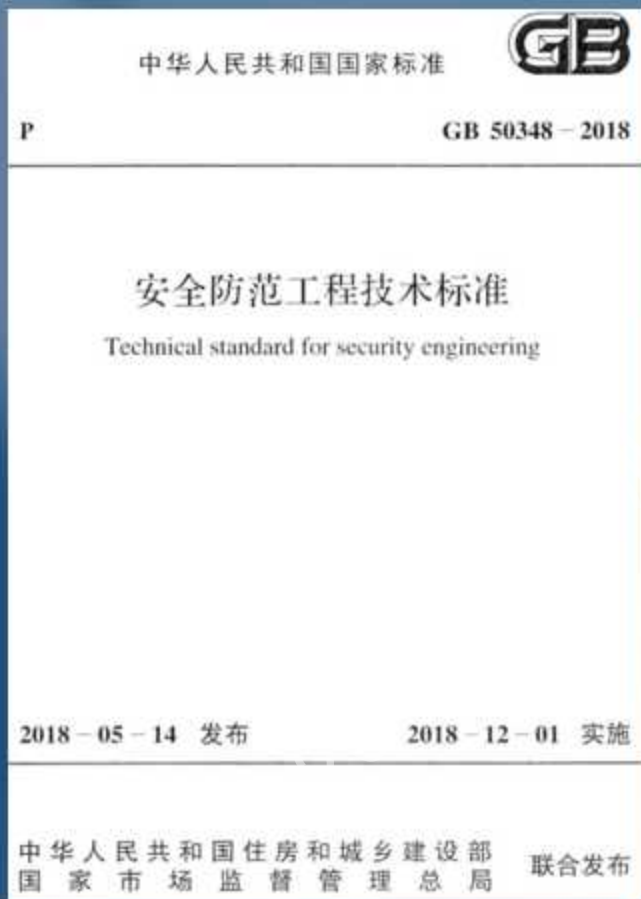 中华人民共和国国家标准
GB
P
GB 50348－2018
安全防范工程技术标准
Technical standard for security engineering
2018－05－14 发布
2018－12－01 实施
中华人民共和国住房和城乡建设部
国家市场监督管理总局
联合发布